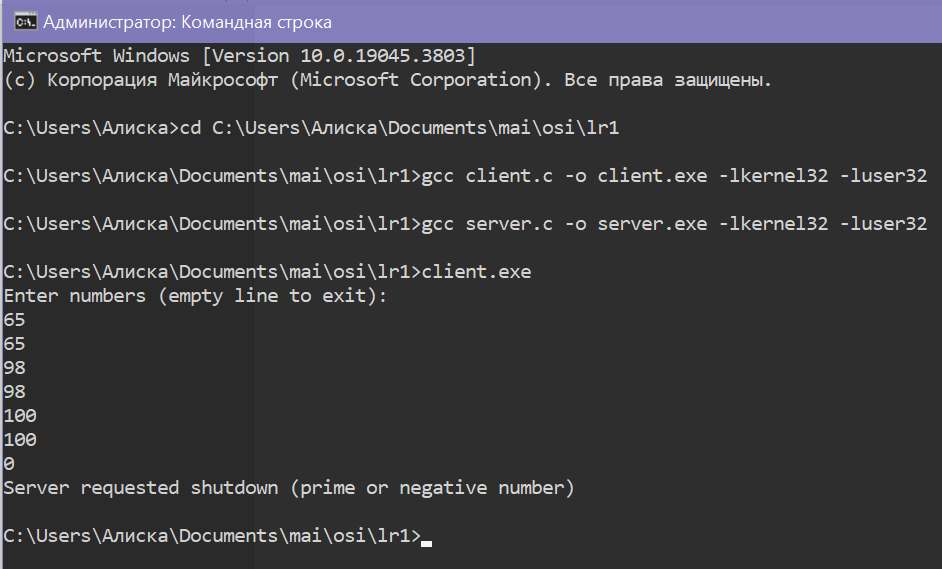 Администратор: Командная строка
Microsoft Windows [Version 10.0.19045.3803]
(c) Корпорация Майкрософт (Microsoft Corporation). Все права защищены.
C:\Users\Алиска>cd C:\Users\Алиска\Documents\mai\osi\lr1
C:\Users\Алиска\Documents\mai\osi\lr1>gcc client.c -o client.exe -lkernel32 -luser32
C:\Users\Алиска\Documents\mai\osi\lr1>gcc server.c -o server.exe -lkernel32 -luser32
C:\Users\Алиска\Documents\mai\osi\lr1>client.exe
Enter numbers (empty line to exit):
65
65
98
98
100
100
0
Server requested shutdown (prime or negative number)
C:\Users\Алиска\Documents\mai\osi\lr1>